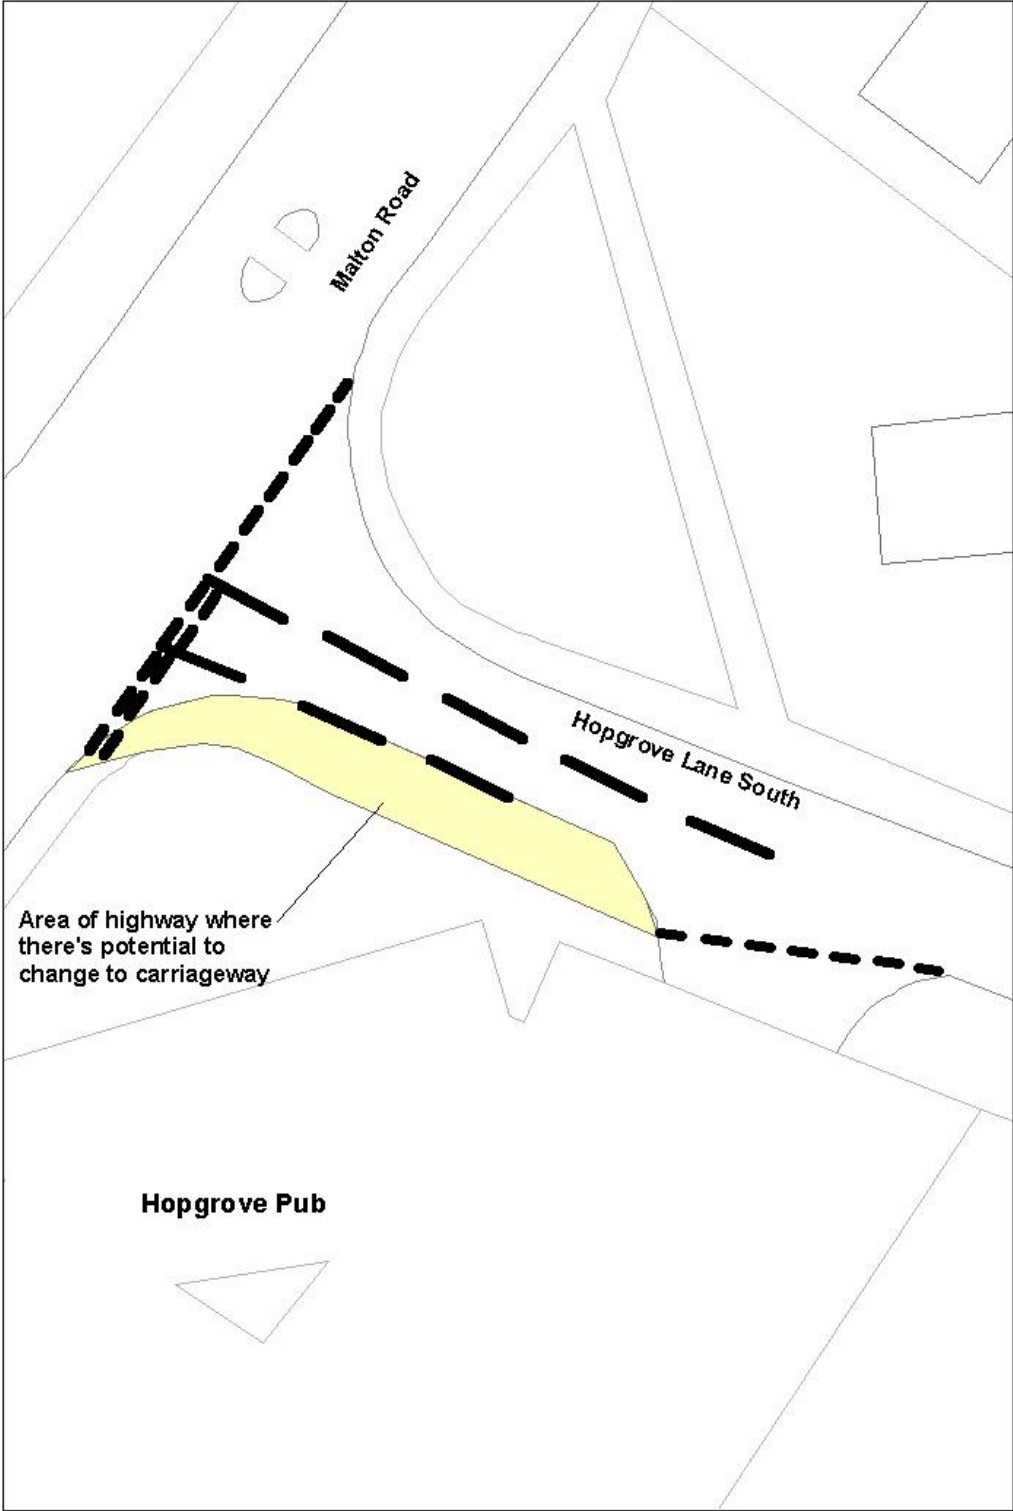 Malton Road
Hopgrove Lane South
Area of highway where
there's potential to
change to carriageway
Hopgrove Pub